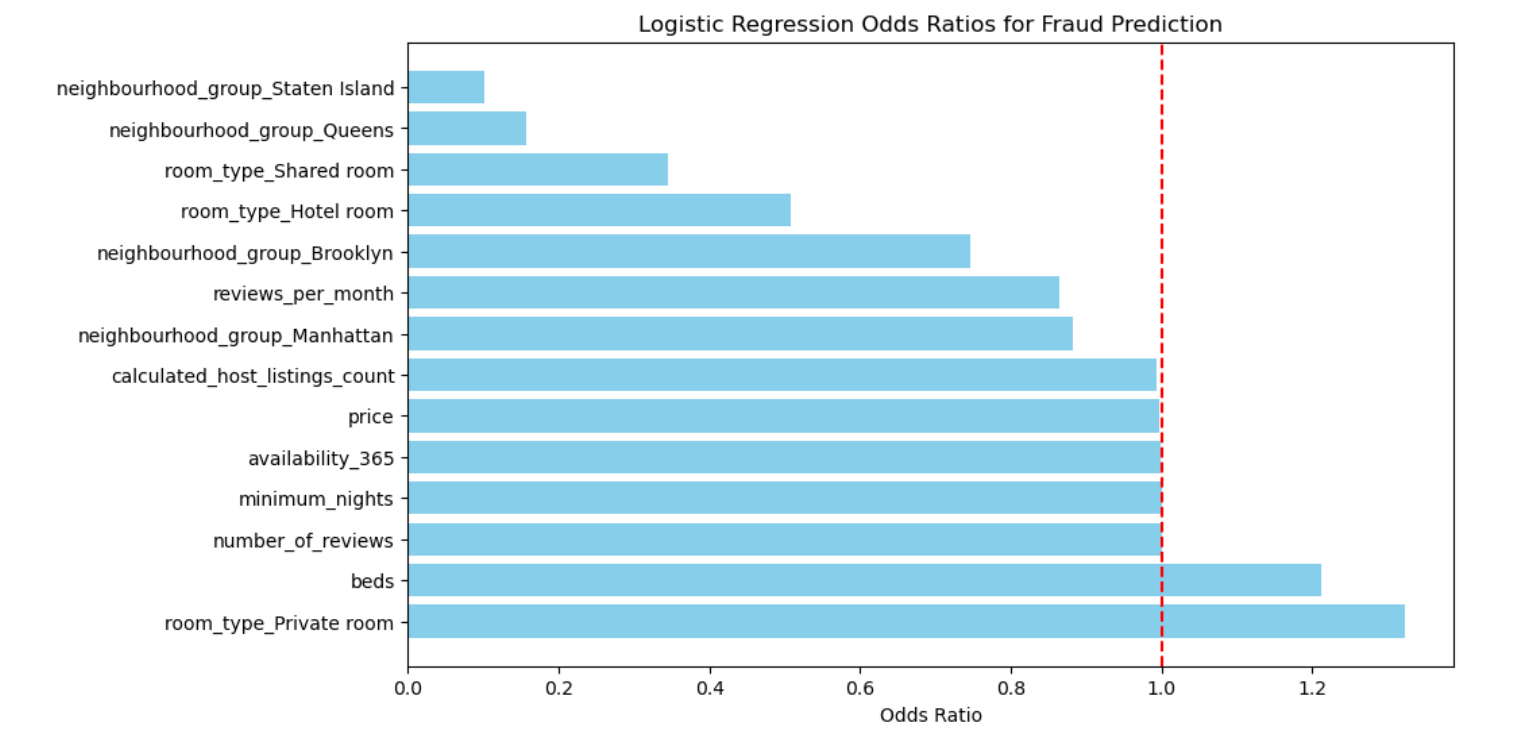 Logistic Regression Odds Ratios for Fraud Prediction
neighbourhood_group_Staten Island
neighbourhood_group_Queens
room_type_Shared room
room_type_Hotel room
neighbourhood_group_Brooklyn
reviews_per_month
neighbourhood_group_Manhattan
calculated_host_listings_count
price
availability_365
minimum_nights
number_of_reviews
beds
room_type_Private room
0.0 0.2 0.4 0.6 0.8 1.0 1.2
Odds Ratio